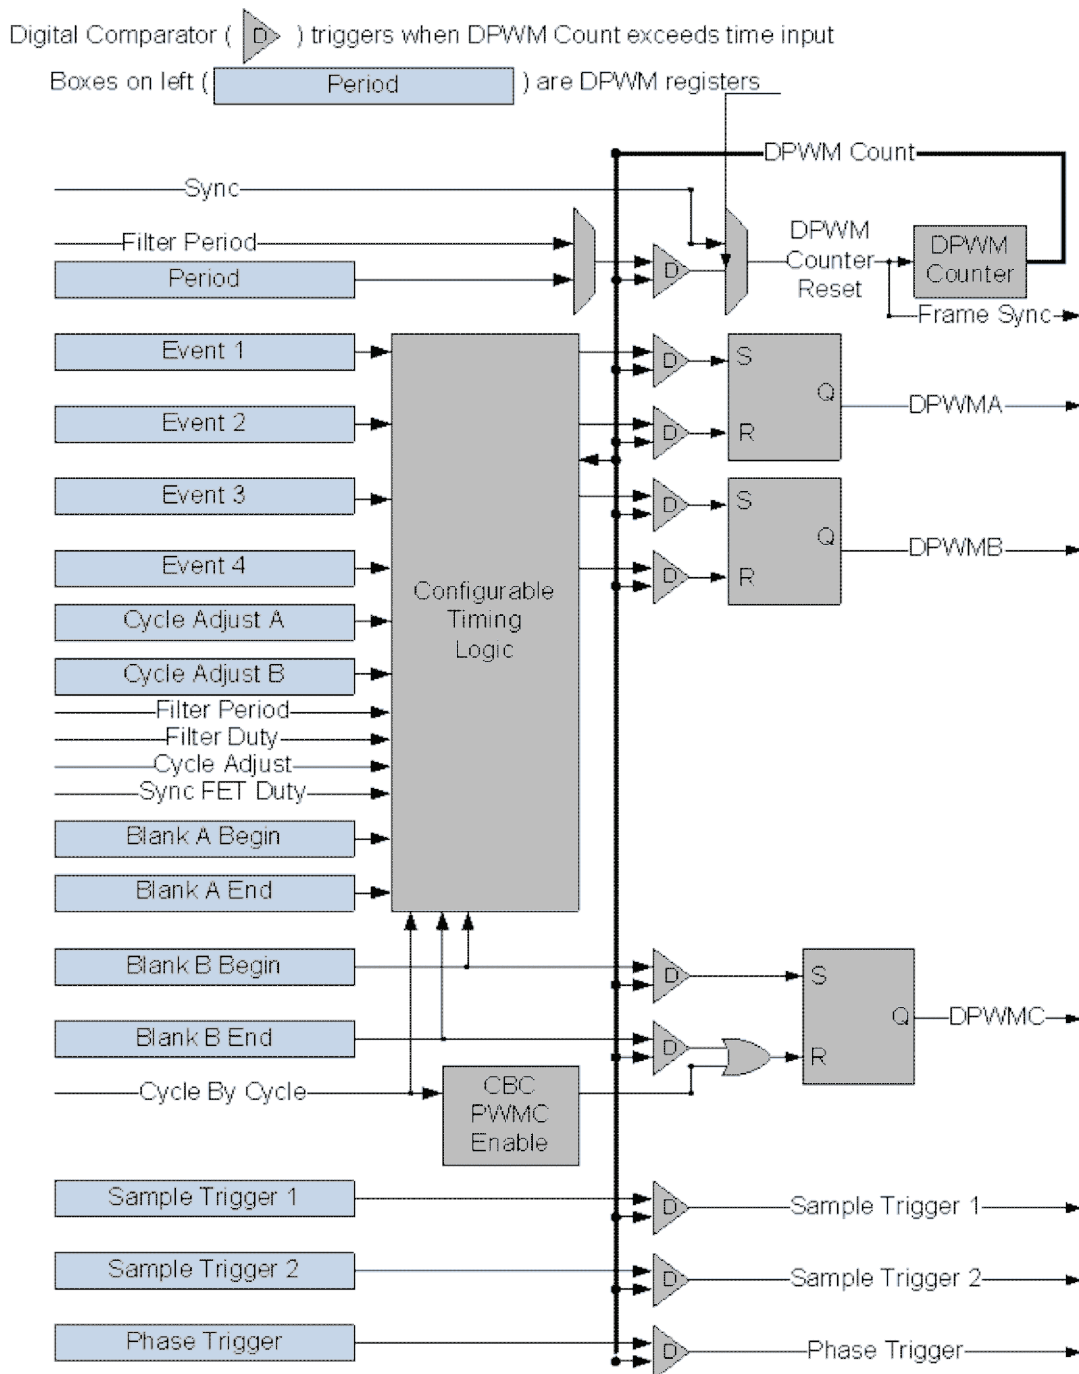 Digital Comparator ( D ) triggers when DPWM Count exceeds time input
Boxes on left ( Period ) are DPWM registers
DPWM Count
Sync
Filter Period
Period
D
DPWM
Counter
Reset
DPWM
Counter
Frame Sync
Event 1
D
S
Q
DPWMA
Event 2
D
R
Event 3
D
S
Q
DPWMB
Event 4
D
R
Configurable
Timing
Logic
Cycle Adjust A
Cycle Adjust B
Filter Period
Filter Duty
Cycle Adjust
Sync FET Duty
Blank A Begin
Blank A End
Blank B Begin
D
S
Q
DPWMC
Blank B End
D
R
Cycle By Cycle
CBC
PWMC
Enable
Sample Trigger 1
D
Sample Trigger 1
Sample Trigger 2
D
Sample Trigger 2
Phase Trigger
D
Phase Trigger